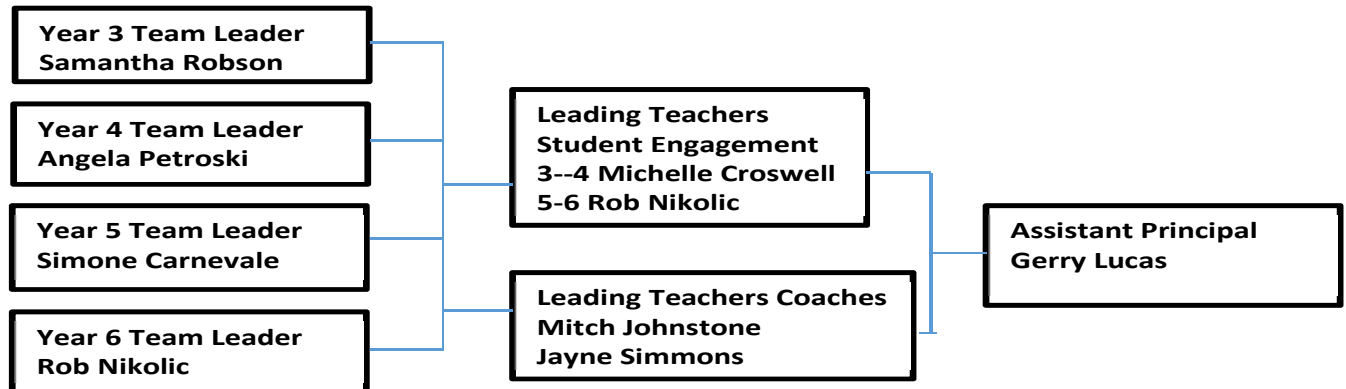 Year 3 Team Leader
Samantha Robson
Year 4 Team Leader
Angela Petroski
Year 5 Team Leader
Simone Carnevale
Year 6 Team Leader
Rob Nikolic
Leading Teachers
Student Engagement
3--4 Michelle Croswell
5-6 Rob Nikolic
Leading Teachers Coaches
Mitch Johnstone
Jayne Simmons
Assistant Principal
Gerry Lucas